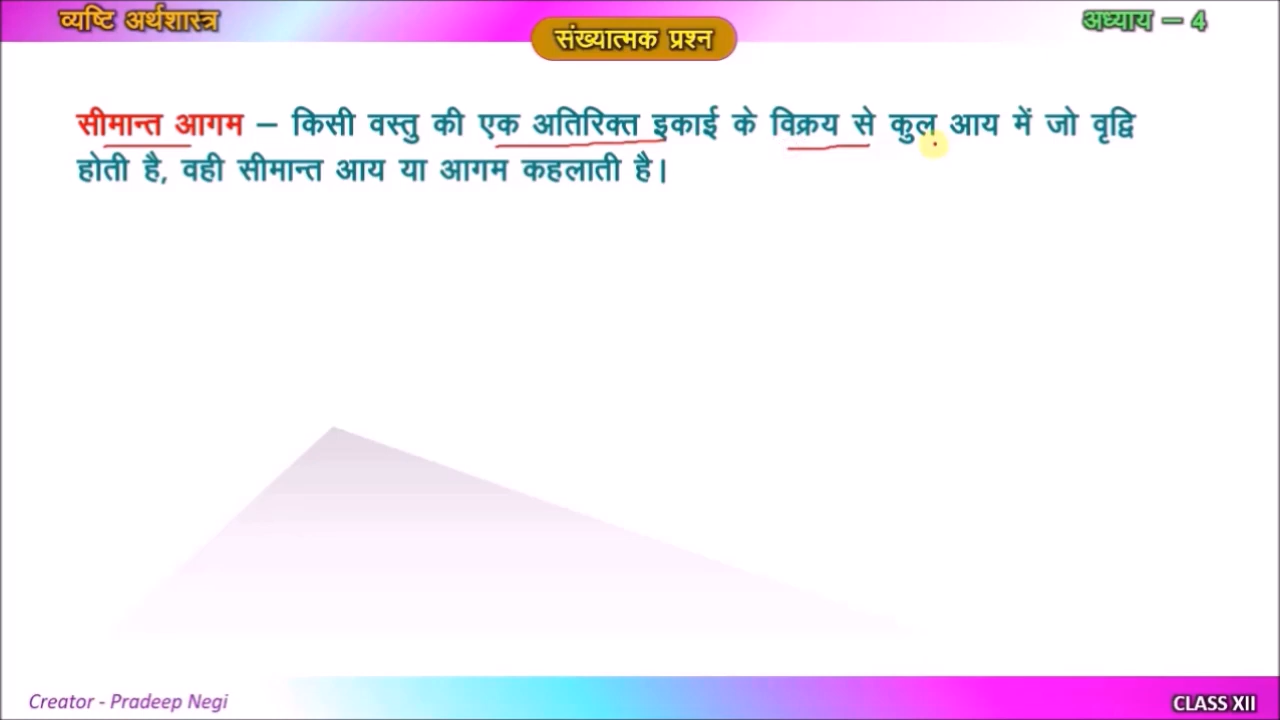 व्यष्टि अर्थशास्त्र
संख्यात्मक प्रश्न
अध्याय – 4
सीमान्त आगम – किसी वस्तु की एक अतिरिक्त इकाई के विक्रय से कुल आय में जो वृद्वि
होती है, वही सीमान्त आय या आगम कहलाती है।
Creator - Pradeep Negi
CLASS XII